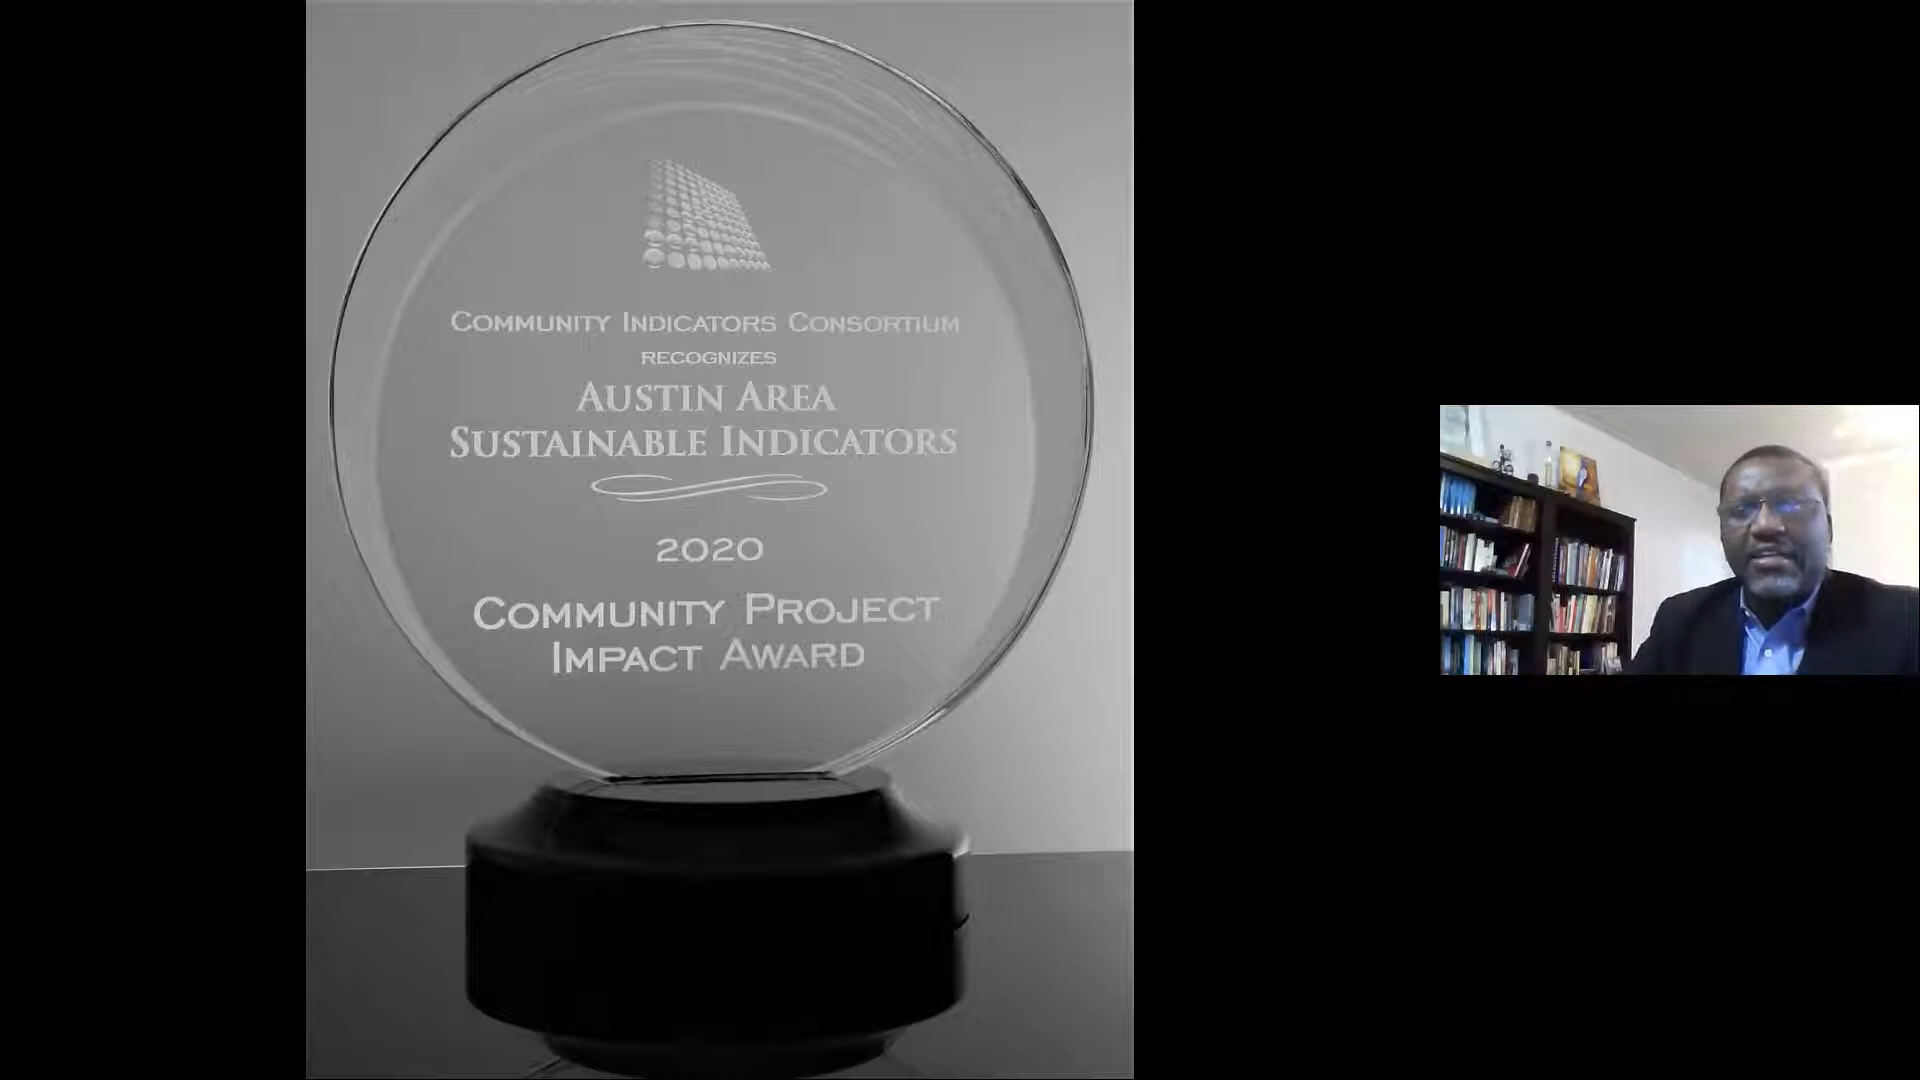 COMMUNITY INDICATORS CONSORTIUM
RECOGNIZES
AUSTIN AREA
SUSTAINABLE INDICATORS
2020
COMMUNITY PROJECT
IMPACT AWARD